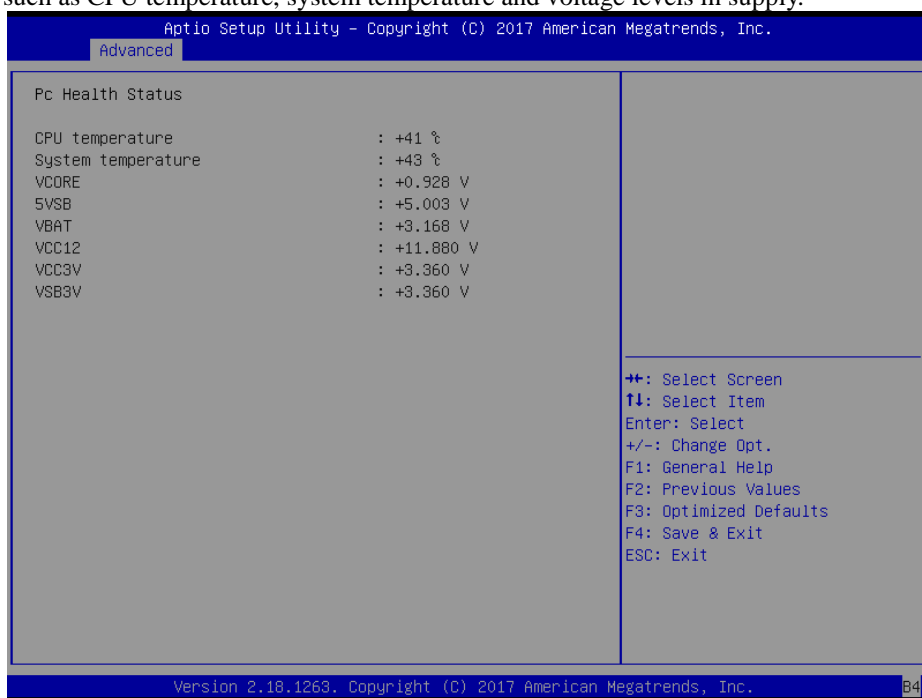 such as CPU temperature, system temperature and voltage levels in supply.
Aptio Setup Utility – Copyright (C) 2017 American Megatrends, Inc.
Advanced
Pc Health Status
CPU temperature : +41 ℃
System temperature : +43 ℃
VCORE : +0.928 V
5VSB : +5.003 V
VBAT : +3.168 V
VCC12 : +11.880 V
VCC3V : +3.360 V
VSB3V : +3.360 V
→←: Select Screen
↑↓: Select Item
Enter: Select
+/-: Change Opt.
F1: General Help
F2: Previous Values
F3: Optimized Defaults
F4: Save & Exit
ESC: Exit
Version 2.18.1263. Copyright (C) 2017 American Megatrends, Inc.
B4